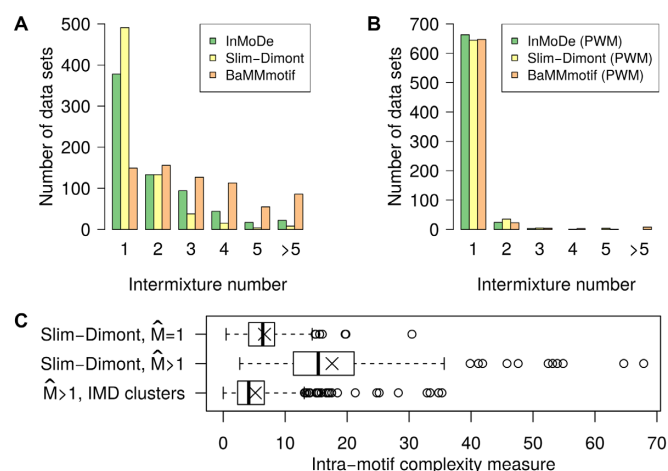 A
B
500
400
300
200
100
0
Number of data sets
InMoDe
Slim-Dimont
BaMMmotif
1 2 3 4 5 >5
Intermixture number
700
600
500
400
300
200
100
0
Number of data sets
InMoDe (PWM)
Slim-Dimont (PWM)
BaMMmotif (PWM)
1 2 3 4 5 >5
Intermixture number
C
Slim-Dimont, M̂=1
Slim-Dimont, M̂>1
M̂>1, IMD clusters
0 10 20 30 40 50 60 70
Intra-motif complexity measure